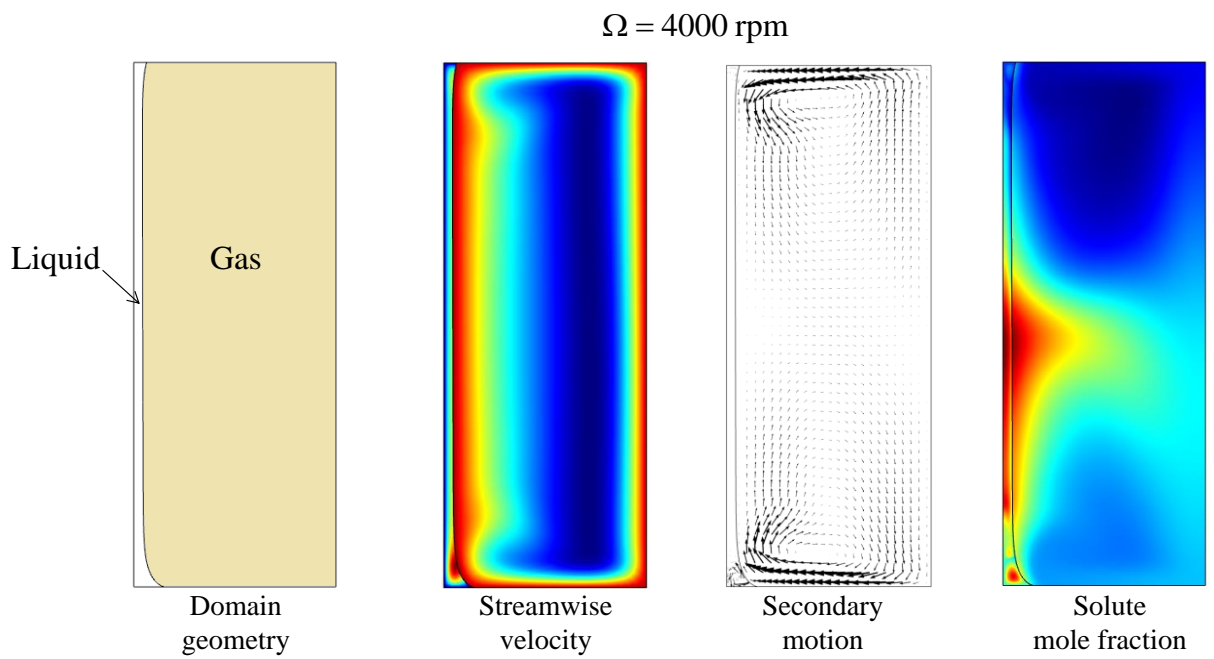 Ω = 4000 rpm
Liquid
Gas
Domain
geometry
Streamwise
velocity
Secondary
motion
Solute
mole fraction